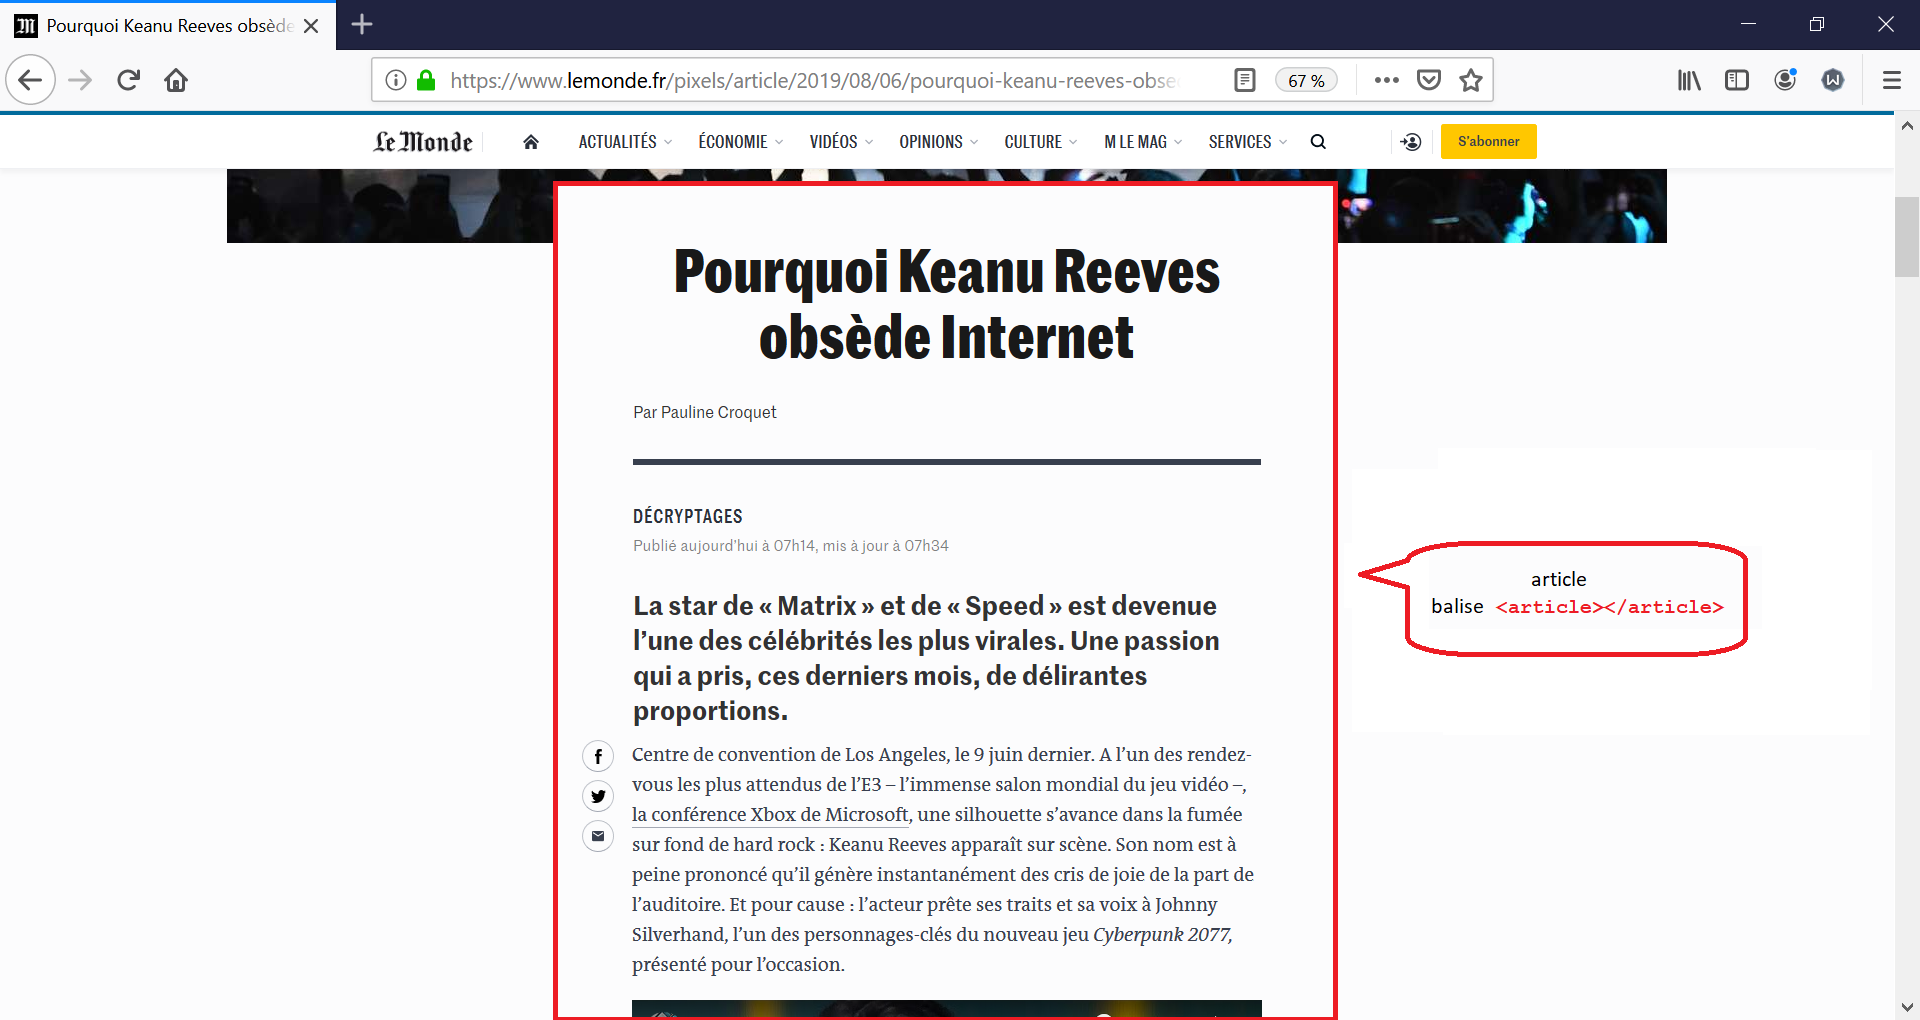 Pourquoi Keanu Reeves obsède
https://www.lemonde.fr/pixels/article/2019/08/06/pourquoi-keanu-reeves-obse
67 %
Le Monde
ACTUALITÉS
ÉCONOMIE
VIDÉOS
OPINIONS
CULTURE
M LE MAG
SERVICES
S'abonner
Pourquoi Keanu Reeves
obsède Internet
Par Pauline Croquet
DÉCRYPTAGES
Publié aujourd’hui à 07h14, mis à jour à 07h34
La star de « Matrix » et de « Speed » est devenue
l’une des célébrités les plus virales. Une passion
qui a pris, ces derniers mois, de délirantes
proportions.
Centre de convention de Los Angeles, le 9 juin dernier. A l’un des rendez-
vous les plus attendus de l’E3 – l’immense salon mondial du jeu vidéo –,
la conférence Xbox de Microsoft, une silhouette s’avance dans la fumée
sur fond de hard rock : Keanu Reeves apparaît sur scène. Son nom est à
peine prononcé qu’il génère instantanément des cris de joie de la part de
l’auditoire. Et pour cause : l’acteur prête ses traits et sa voix à Johnny
Silverhand, l’un des personnages-clés du nouveau jeu Cyberpunk 2077,
présenté pour l’occasion.
article
balise <article></article>